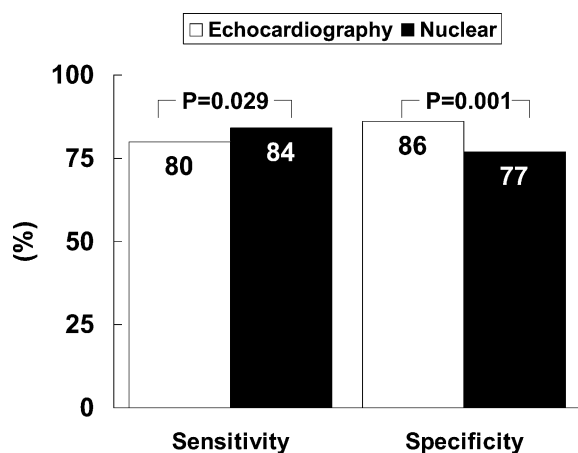 Echocardiography Nuclear
100
P=0.029 P=0.001
80 84 86 77
75
(%)
50
25
0
Sensitivity Specificity